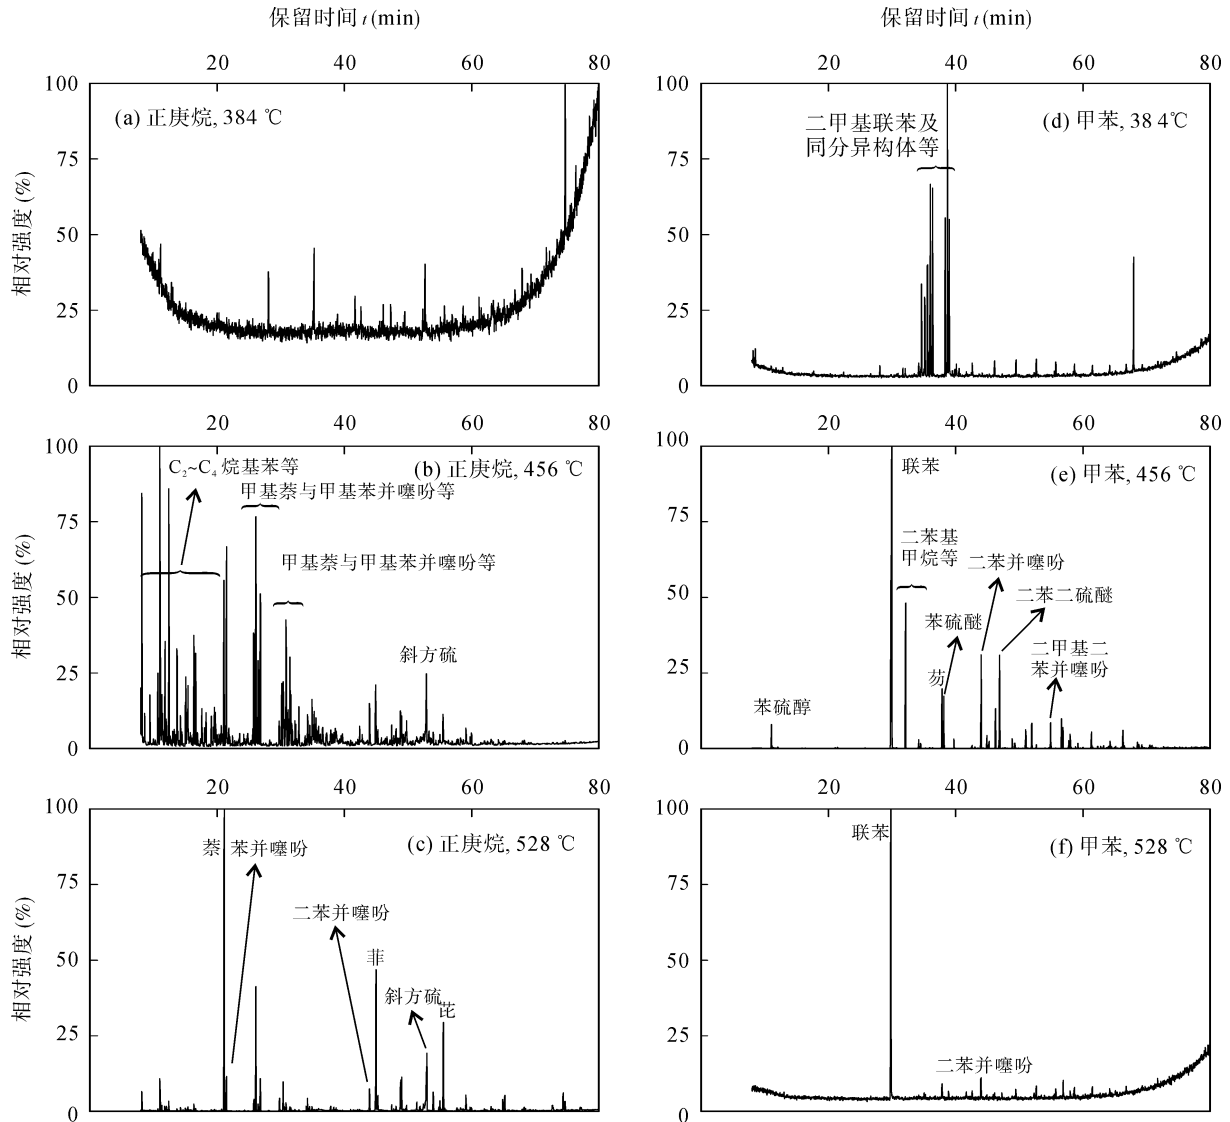 保留时间 t (min)
保留时间 t (min)
20 40 60 80
20 40 60 80
相对强度 (%)
100
75
50
25
0
(a) 正庚烷, 384 ℃
100
75
50
25
0
二甲基联苯及
同分异构体等
(d) 甲苯, 38 4℃
20 40 60 80
20 40 60 80
相对强度 (%)
100
75
50
25
0
C2~C4 烷基苯等
(b) 正庚烷, 456 ℃
甲基萘与甲基苯并噻吩等
甲基萘与甲基苯并噻吩等
斜方硫
100
75
50
25
0
联苯
(e) 甲苯, 456 ℃
二苯基
甲烷等
二苯并噻吩
二苯二硫醚
苯硫醚
二甲基二
苯并噻吩
芴
苯硫醇
20 40 60 80
20 40 60 80
相对强度 (%)
100
75
50
25
0
(c) 正庚烷, 528 ℃
萘 苯并噻吩
二苯并噻吩
菲
斜方硫
芘
100
75
50
25
0
联苯
(f) 甲苯, 528 ℃
二苯并噻吩